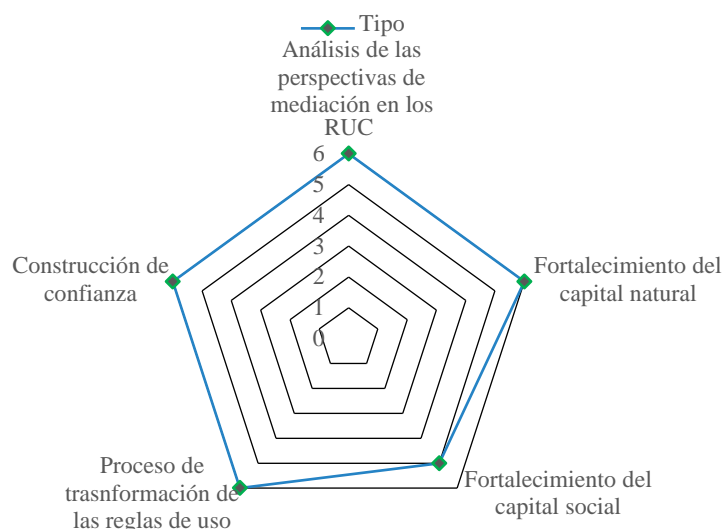 Tipo
Análisis de las
perspectivas de
mediación en los
RUC
6
5
4
3
2
1
0
Fortalecimiento del
capital natural
Fortalecimiento del
capital social
Proceso de
trasnformación de
las reglas de uso
Construcción de
confianza